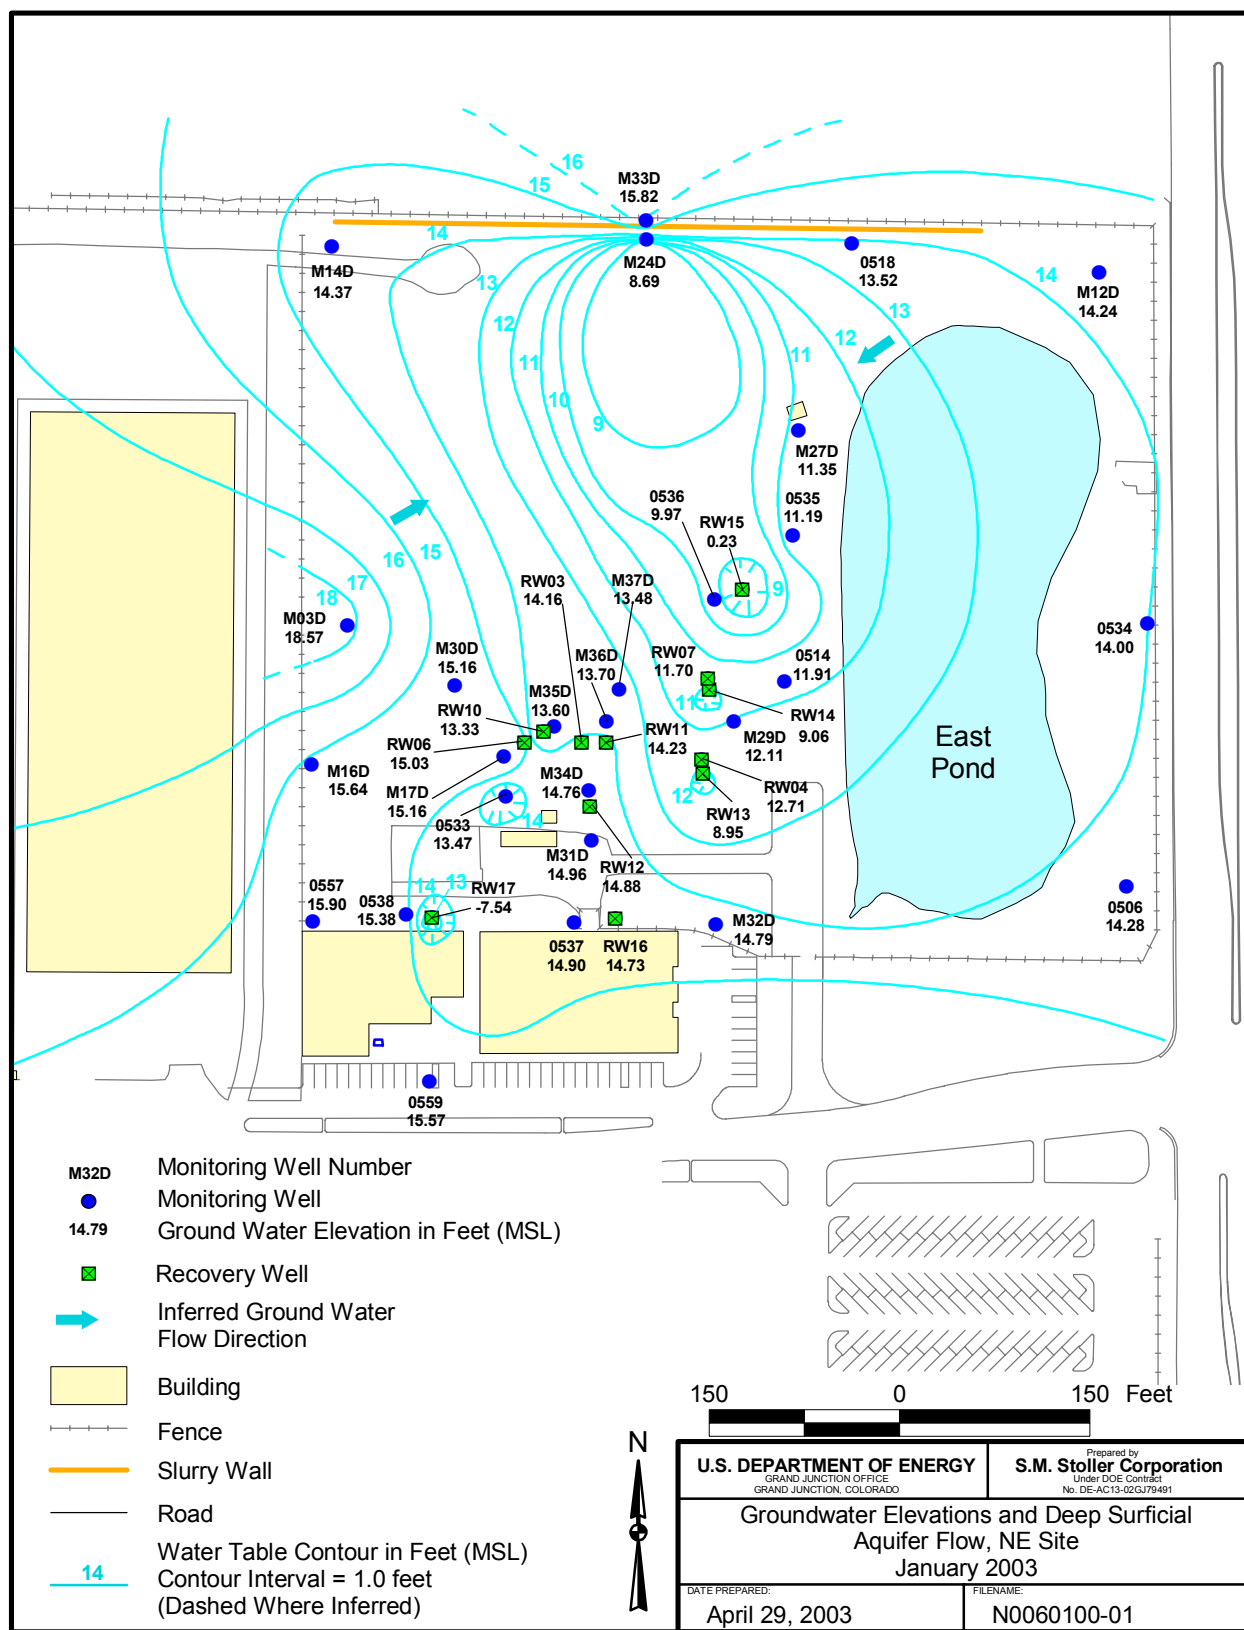 16
15
M33D
15.82
14
M14D
14.37
M24D
8.69
0518
13.52
14
M12D
14.24
13
13
12
12
11
11
10
9
M27D
11.35
0536
9.97
0535
11.19
RW15
0.23
16
15
17
18
M03D
18.57
RW03
14.16
M37D
13.48
9
0534
14.00
M30D
15.16
M36D
13.70
RW07
11.70
0514
11.91
M35D
13.60
RW10
13.33
11
RW14
9.06
RW06
15.03
RW11
14.23
M29D
12.11
East
Pond
M16D
15.64
M17D
15.16
M34D
14.76
12
RW04
12.71
RW13
8.95
0533
13.47
14
M31D
14.96
RW12
14.88
14
13
RW17
-7.54
0557
15.90
0538
15.38
0506
14.28
M32D
14.79
0537
14.90
RW16
14.73
0559
15.57
M32D
Monitoring Well Number
Monitoring Well
14.79
Ground Water Elevation in Feet (MSL)
Recovery Well
Inferred Ground Water
Flow Direction
Building
Fence
Slurry Wall
Road
14
Water Table Contour in Feet (MSL)
Contour Interval = 1.0 feet
(Dashed Where Inferred)
150 0 150 Feet
N
U.S. DEPARTMENT OF ENERGY
GRAND JUNCTION OFFICE
GRAND JUNCTION, COLORADO
Prepared by
S.M. Stoller Corporation
Under DOE Contract
No. DE-AC13-02GJ79491
Groundwater Elevations and Deep Surficial
Aquifer Flow, NE Site
January 2003
DATE PREPARED:
April 29, 2003
FILENAME:
N0060100-01